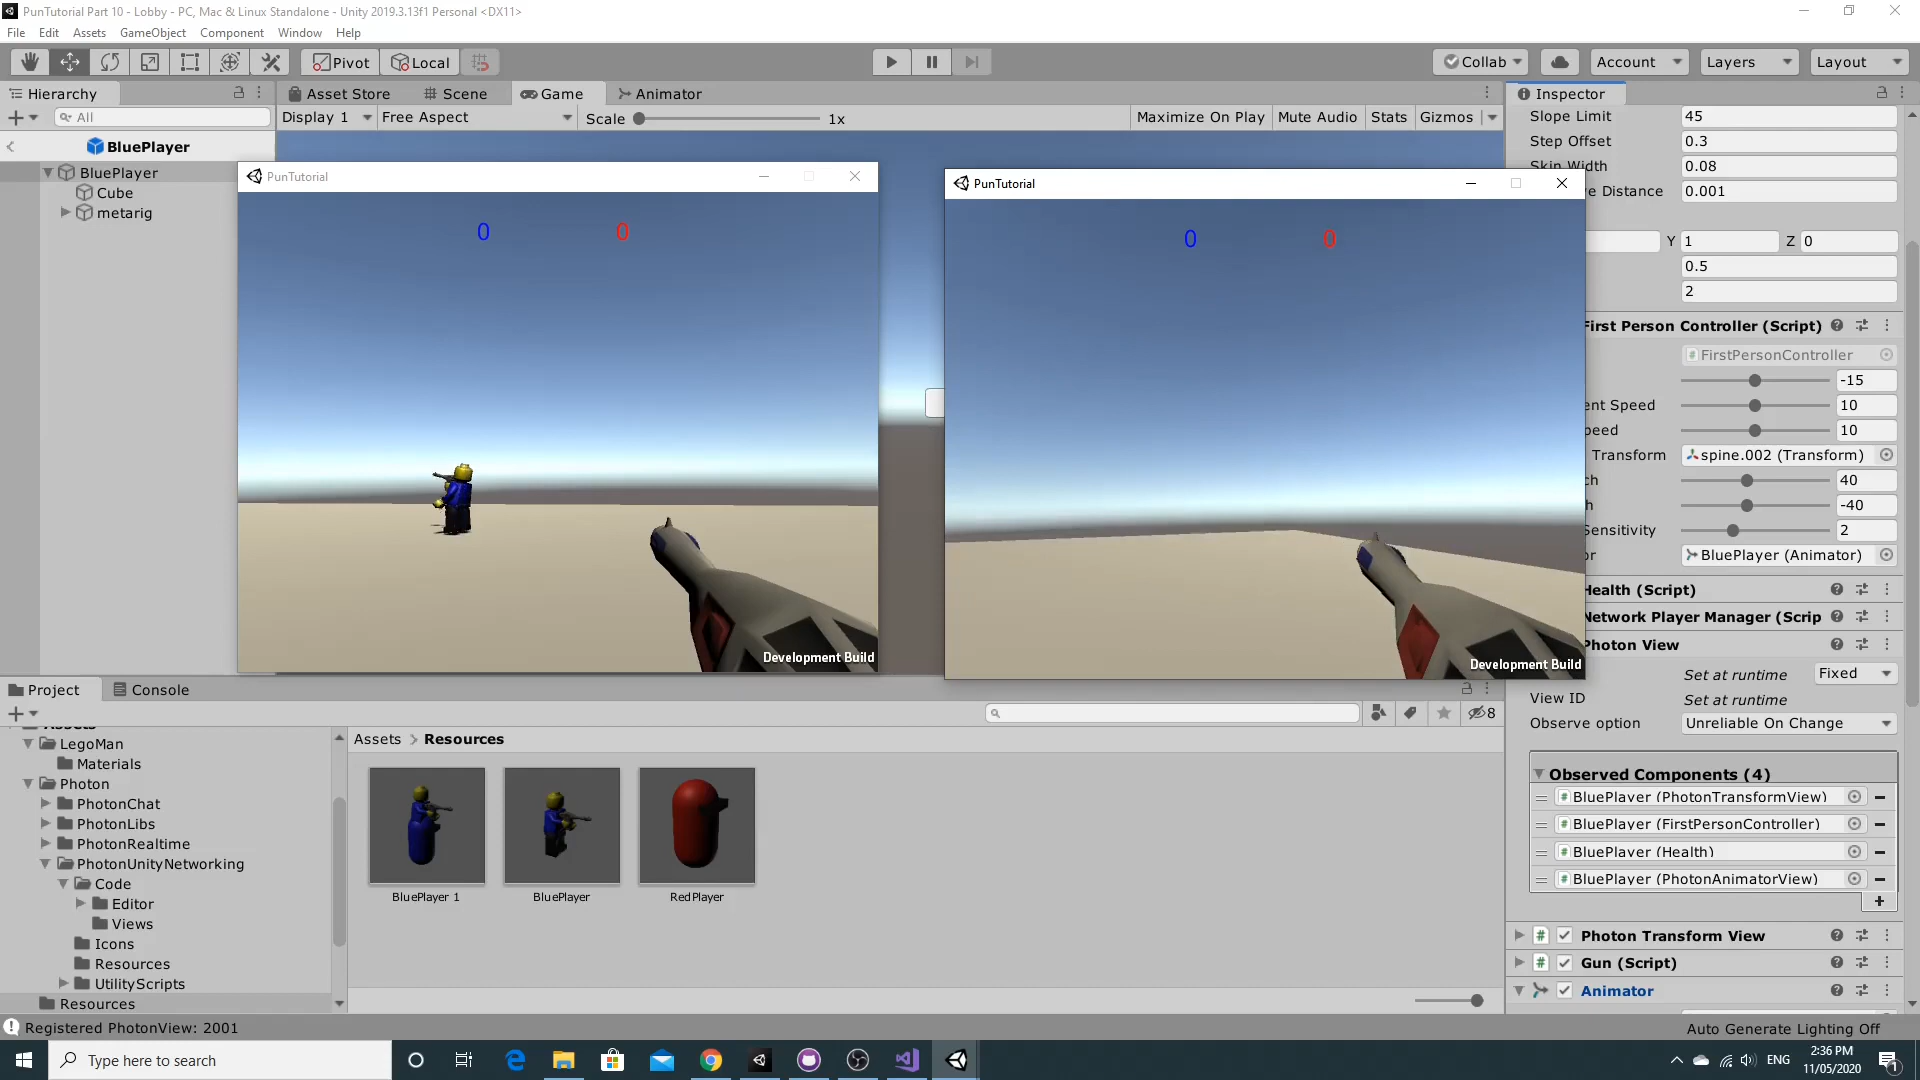 PunTutorial Part 10 - Lobby - PC, Mac & Linux Standalone - Unity 2019.3.13f1 Personal <DX11>
File Edit Assets GameObject Component Window Help
Pivot Local Collab Account Layers Layout
Hierarchy Asset Store Scene Game Animator Inspector
All Display 1 Free Aspect Scale 1x Maximize On Play Mute Audio Stats Gizmos
Slope Limit 45
Step Offset 0.3
Skin Width 0.08
e Distance 0.001
Y 1 Z 0
0.5
2
BluePlayer
BluePlayer
Cube
metarig
PunTutorial
0 0
Development Build
PunTutorial
0 0
Development Build
First Person Controller (Script)
FirstPersonController
-15
ent Speed 10
peed 10
Transform spine.002 (Transform)
ch 40
h -40
Sensitivity 2
or BluePlayer (Animator)
Health (Script)
Network Player Manager (Scrip
Photon View
Set at runtime Fixed
View ID Set at runtime
Observe option Unreliable On Change
Observed Components (4)
BluePlayer (PhotonTransformView)
BluePlayer (FirstPersonController)
BluePlayer (Health)
BluePlayer (PhotonAnimatorView)
Photon Transform View
Gun (Script)
Animator
Project Console
8
Assets
LegoMan
Materials
Photon
PhotonChat
PhotonLibs
PhotonRealtime
PhotonUnityNetworking
Code
Editor
Views
Icons
Resources
UtilityScripts
Resources
Assets > Resources
BluePlayer 1 BluePlayer RedPlayer
Registered PhotonView: 2001
Auto Generate Lighting Off
Type here to search
ENG
2:36 PM
11/05/2020
1